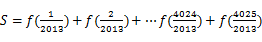 S = f(1/2013) + f(2/2013) + ⋯ f(4024/2013) + f(4025/2013)